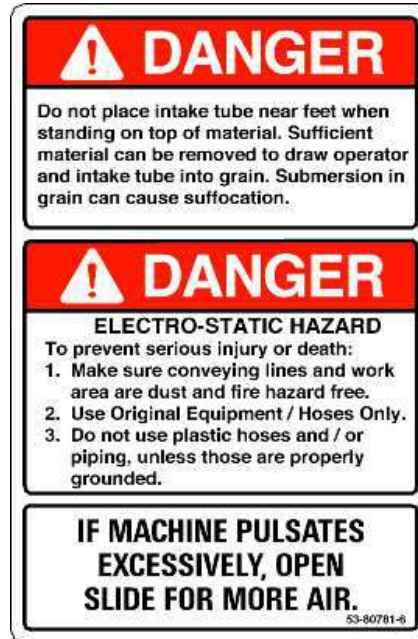 DANGER
Do not place intake tube near feet when
standing on top of material. Sufficient
material can be removed to draw operator
and intake tube into grain. Submersion in
grain can cause suffocation.
DANGER
ELECTRO-STATIC HAZARD
To prevent serious injury or death:
1. Make sure conveying lines and work
area are dust and fire hazard free.
2. Use Original Equipment / Hoses Only.
3. Do not use plastic hoses and / or
piping, unless those are properly
grounded.
IF MACHINE PULSATES
EXCESSIVELY, OPEN
SLIDE FOR MORE AIR.
53-80781-6